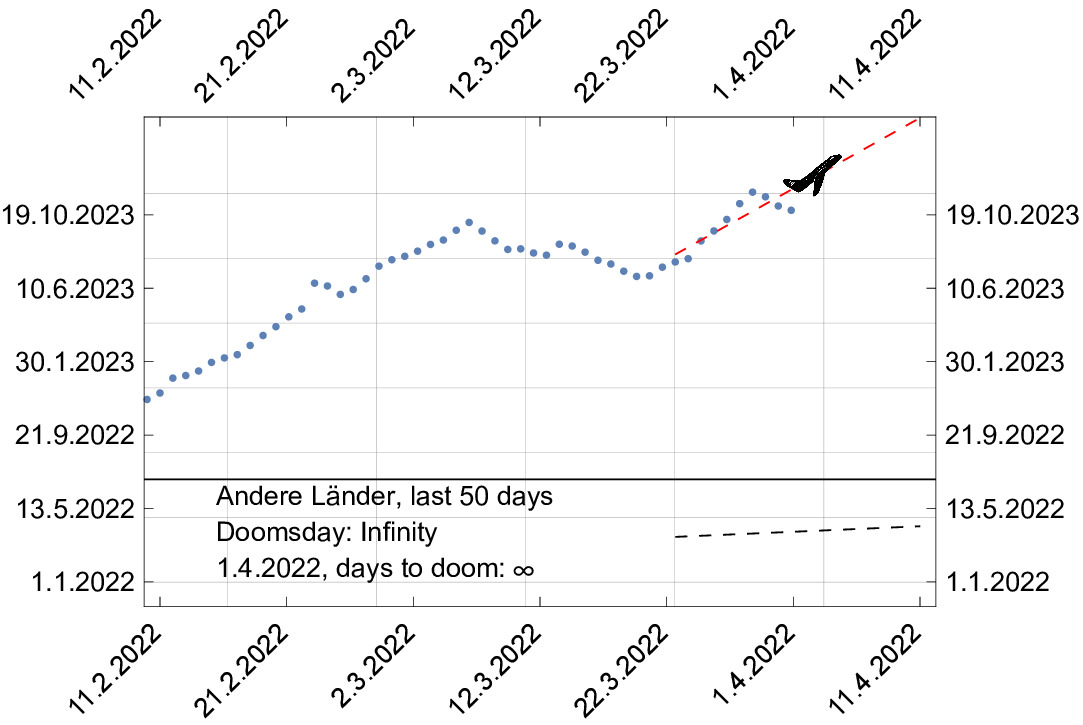 11.2.2022 21.2.2022 2.3.2022 12.3.2022 22.3.2022 1.4.2022 11.4.2022
19.10.2023 19.10.2023
10.6.2023 10.6.2023
30.1.2023 30.1.2023
21.9.2022 21.9.2022
Andere Länder, last 50 days
13.5.2022 13.5.2022
Doomsday: Infinity
1.4.2022, days to doom: ∞
1.1.2022 1.1.2022
11.2.2022 21.2.2022 2.3.2022 12.3.2022 22.3.2022 1.4.2022 11.4.2022